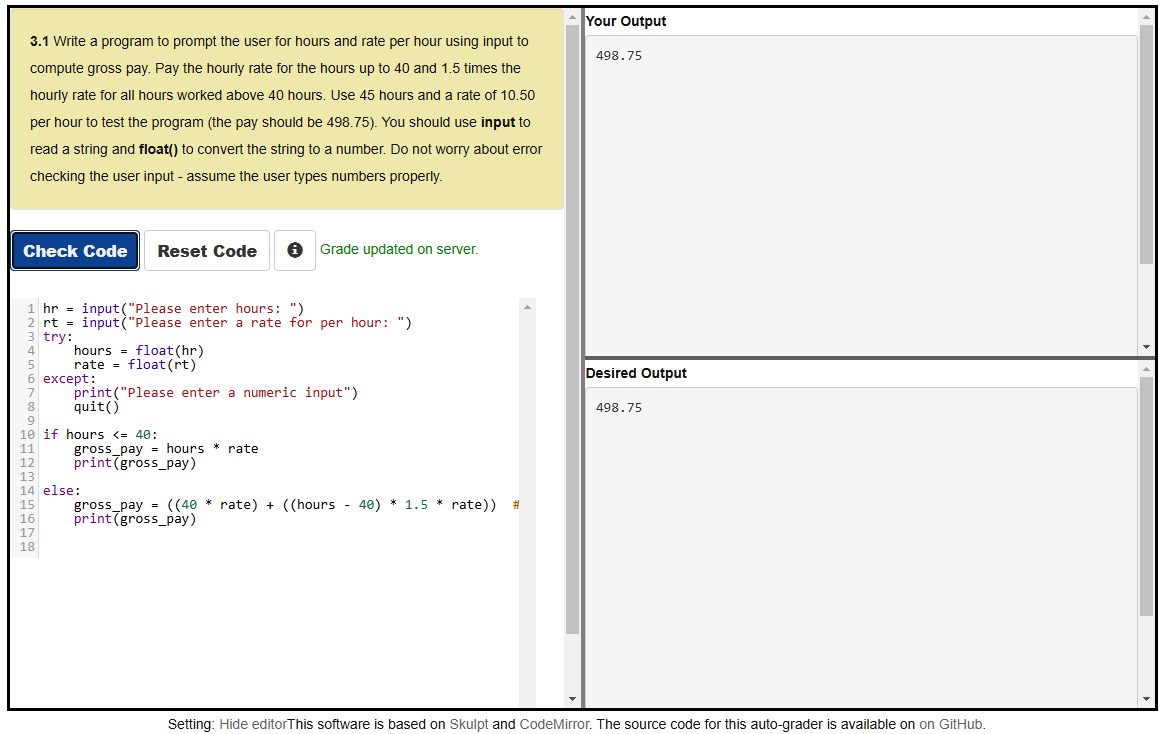 3.1 Write a program to prompt the user for hours and rate per hour using input to
compute gross pay. Pay the hourly rate for the hours up to 40 and 1.5 times the
hourly rate for all hours worked above 40 hours. Use 45 hours and a rate of 10.50
per hour to test the program (the pay should be 498.75). You should use input to
read a string and float() to convert the string to a number. Do not worry about error
checking the user input - assume the user types numbers properly.
Check Code Reset Code Grade updated on server.
1 hr = input("Please enter hours: ")
2 rt = input("Please enter a rate for per hour: ")
3 try:
4     hours = float(hr)
5     rate = float(rt)
6 except:
7     print("Please enter a numeric input")
8     quit()
9
10 if hours <= 40:
11     gross_pay = hours * rate
12     print(gross_pay)
13
14 else:
15     gross_pay = ((40 * rate) + ((hours - 40) * 1.5 * rate))  #
16     print(gross_pay)
17
18
Your Output
498.75
Desired Output
498.75
Setting: Hide editorThis software is based on Skulpt and CodeMirror. The source code for this auto-grader is available on on GitHub.